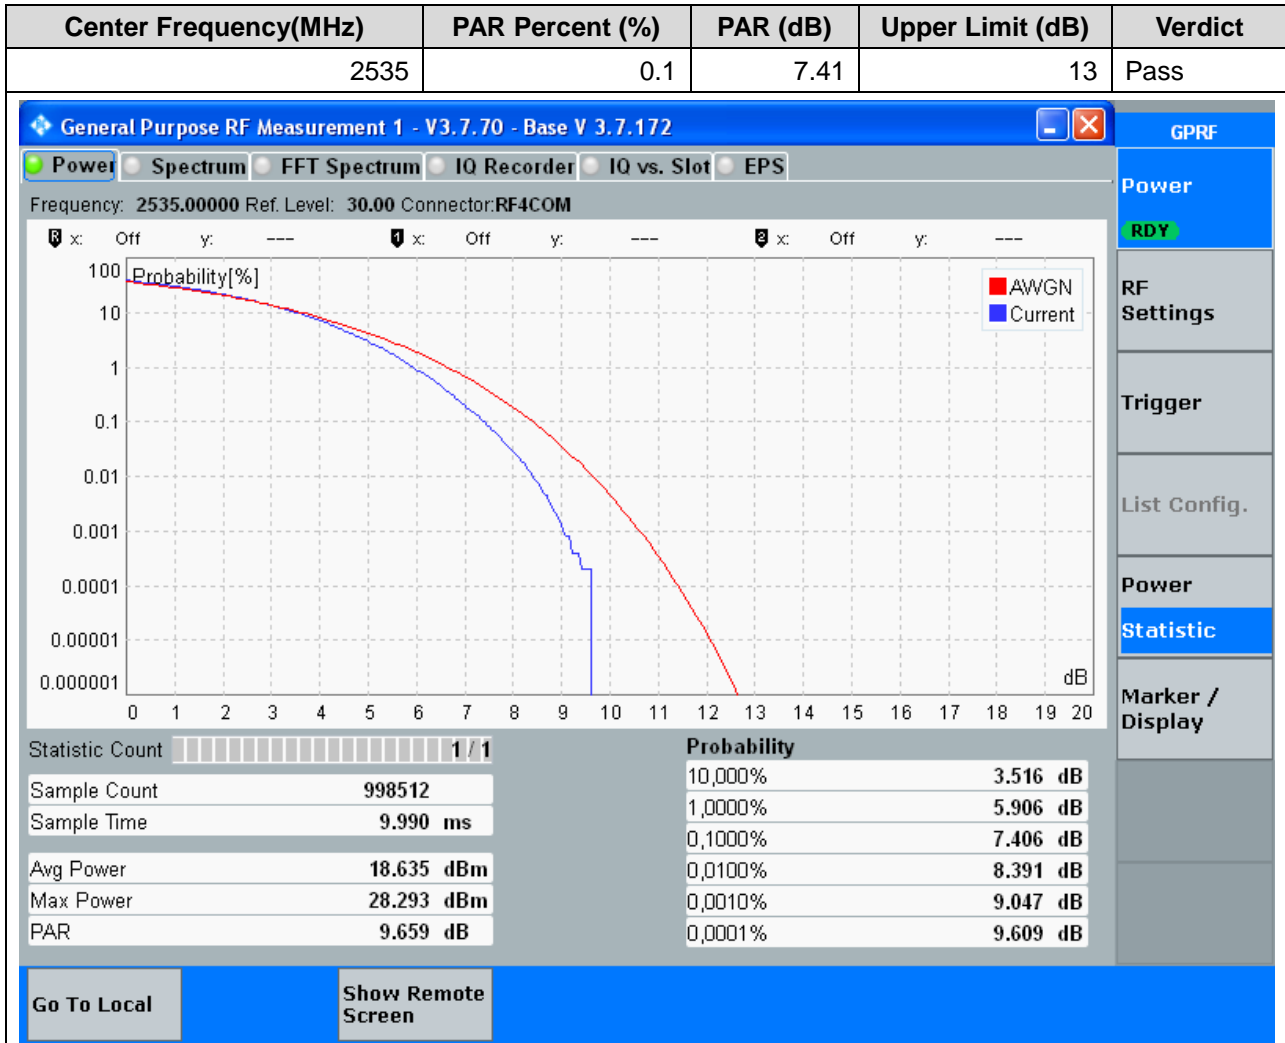 Center Frequency(MHz) PAR Percent (%) PAR (dB) Upper Limit (dB) Verdict
2535 0.1 7.41 13 Pass
General Purpose RF Measurement 1 - V3.7.70 - Base V 3.7.172
GPRF
Power Spectrum FFT Spectrum IQ Recorder IQ vs. Slot EPS
Frequency: 2535.00000 Ref. Level: 30.00 Connector:RF4COM
R x: Off y: --- 1 x: Off y: --- 2 x: Off y: ---
Probability[%]
AWGN
Current
100
10
1
0.1
0.01
0.001
0.0001
0.00001
0.000001
dB
0 1 2 3 4 5 6 7 8 9 10 11 12 13 14 15 16 17 18 19 20
Statistic Count 1 / 1
Sample Count 998512
Sample Time 9.990 ms
Avg Power 18.635 dBm
Max Power 28.293 dBm
PAR 9.659 dB
Probability
10,000% 3.516 dB
1,0000% 5.906 dB
0,1000% 7.406 dB
0,0100% 8.391 dB
0,0010% 9.047 dB
0,0001% 9.609 dB
Power
RDY
RF
Settings
Trigger
List Config.
Power
Statistic
Marker /
Display
Go To Local
Show Remote
Screen